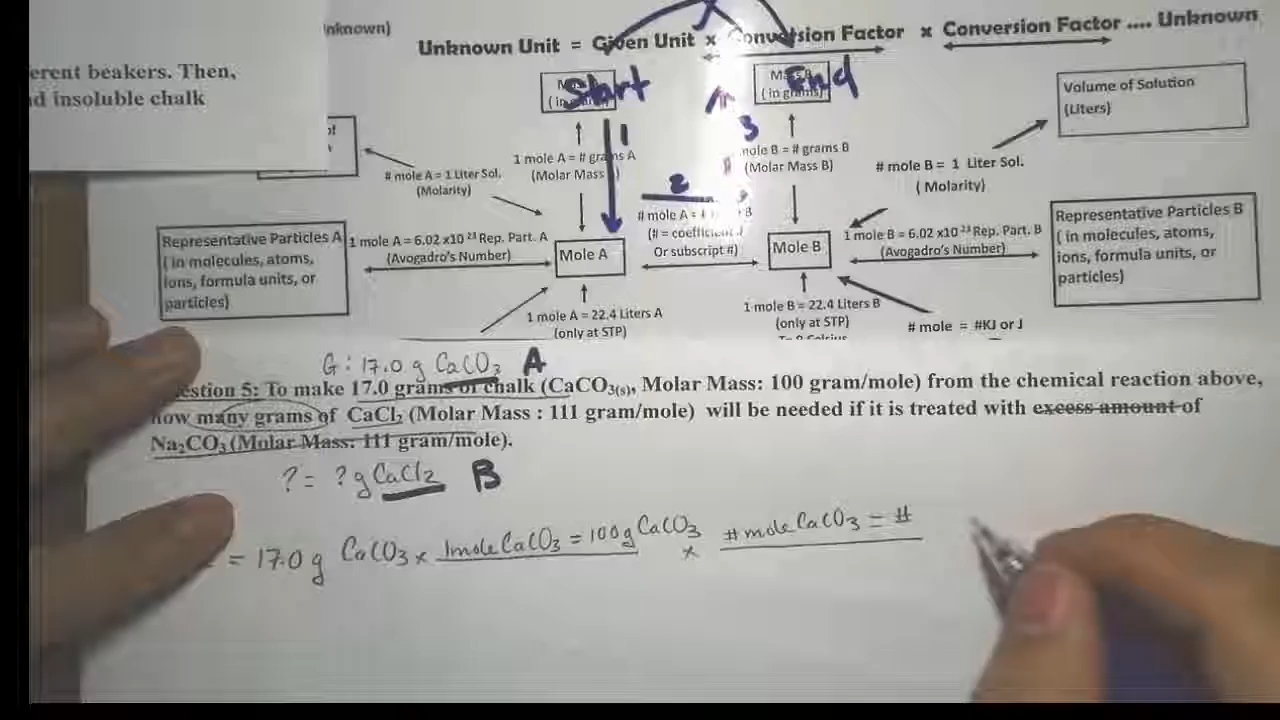 nknown)
Unknown Unit = Given Unit x Conversion Factor x Conversion Factor .... Unknown
erent beakers. Then,
d insoluble chalk
Start
End
(in grams)
Volume of Solution
(Liters)
1
3
1 mole A = # grams A
(Molar Mass
mole B = # grams B
(Molar Mass B)
# mole A = 1 Liter Sol.
(Molarity)
# mole B = 1 Liter Sol.
( Molarity)
2
# mole A =
B
(# = coefficient
Or subscript #)
Representative Particles A
( in molecules, atoms,
ions, formula units, or
particles)
1 mole A = 6.02 x10 23 Rep. Part. A
(Avogadro's Number)
Mole A
Mole B
1 mole B = 6.02 x10 23 Rep. Part. B
(Avogadro's Number)
Representative Particles B
( in molecules, atoms,
ions, formula units, or
particles)
1 mole A = 22.4 Liters A
(only at STP)
1 mole B = 22.4 Liters B
(only at STP)
# mole = #KJ or J
G: 17.0 g CaCO3 A
estion 5: To make 17.0 grams of chalk (CaCO3(s), Molar Mass: 100 gram/mole) from the chemical reaction above,
how many grams of CaCl2 (Molar Mass : 111 gram/mole) will be needed if it is treated with excess amount of
Na2CO3 (Molar Mass: 111 gram/mole).
? = ? g CaCl2 B
= 17.0 g CaCO3 x 1mole CaCO3 = 100g CaCO3 x #mole CaCO3 = #